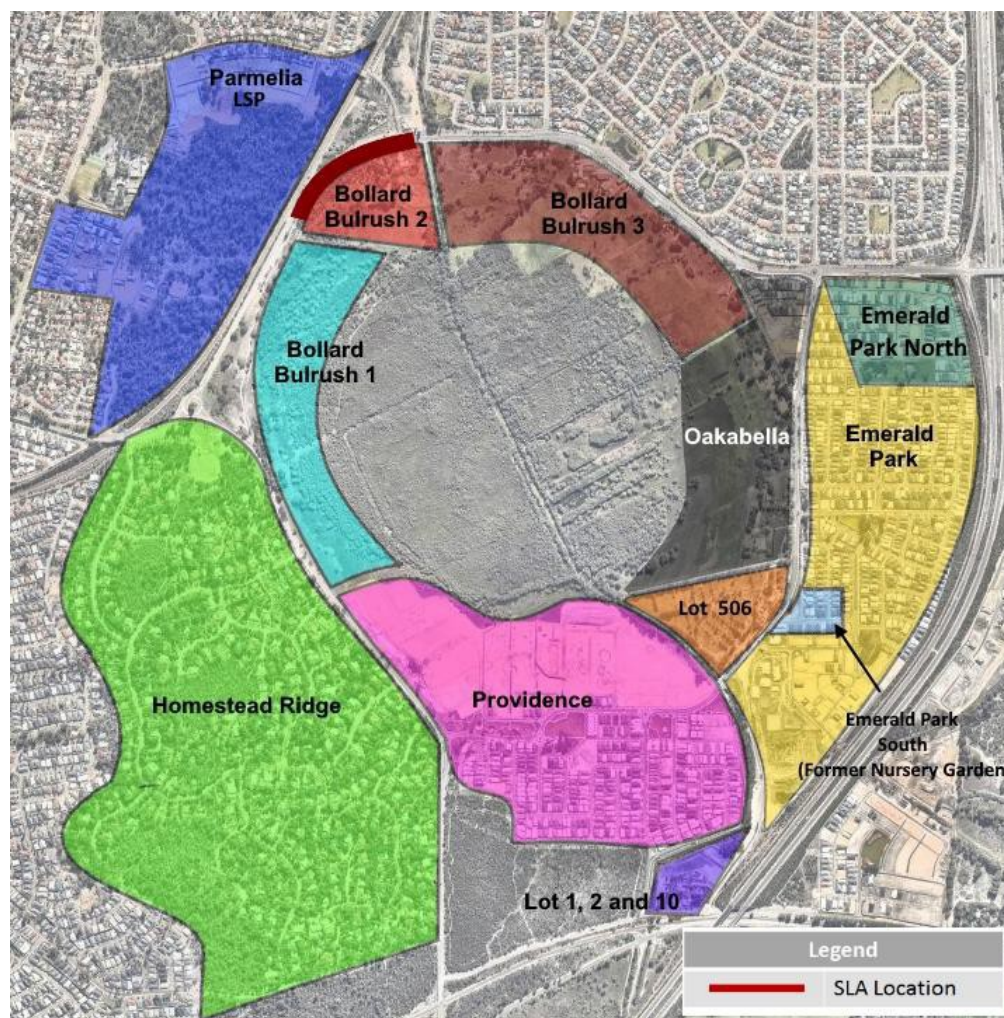 Parmelia
LSP
Bollard
Bulrush 2
Bollard
Bulrush 3
Bollard
Bulrush 1
Emerald
Park North
Oakabella
Emerald
Park
Lot 506
Homestead Ridge
Providence
Emerald Park
South
(Former Nursery Garden
Lot 1, 2 and 10
Legend
SLA Location